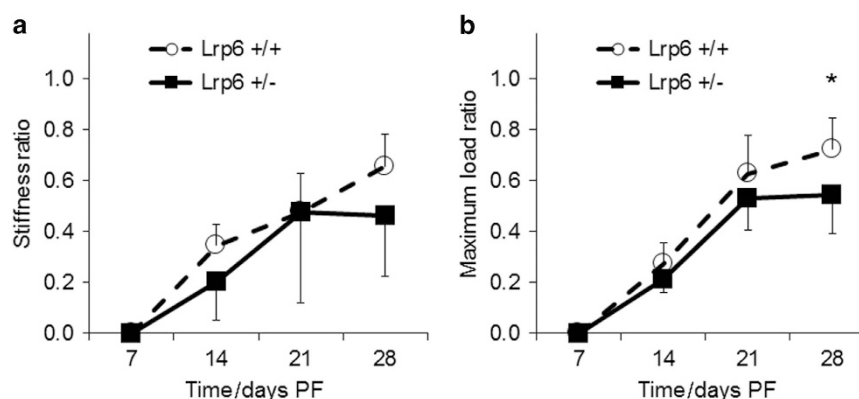 a
Lrp6 +/+
Lrp6 +/-
1.0
0.8
0.6
0.4
0.2
0.0
Stiffness ratio
7 14 21 28
Time/days PF
b
Lrp6 +/+
Lrp6 +/-
*
1.0
0.8
0.6
0.4
0.2
0.0
Maximum load ratio
7 14 21 28
Time/days PF